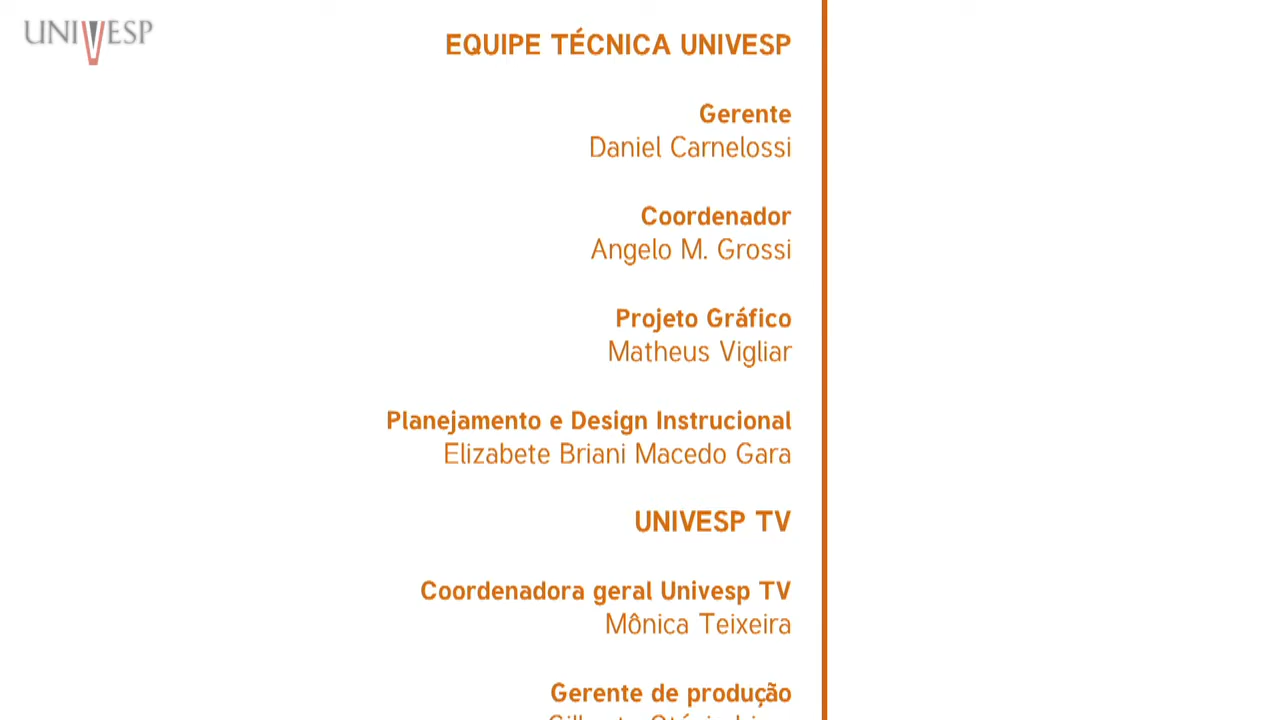 UNIVESP
EQUIPE TÉCNICA UNIVESP
Gerente
Daniel Carnelossi
Coordenador
Angelo M. Grossi
Projeto Gráfico
Matheus Vigliar
Planejamento e Design Instrucional
Elizabete Briani Macedo Gara
UNIVESP TV
Coordenadora geral Univesp TV
Mônica Teixeira
Gerente de produção